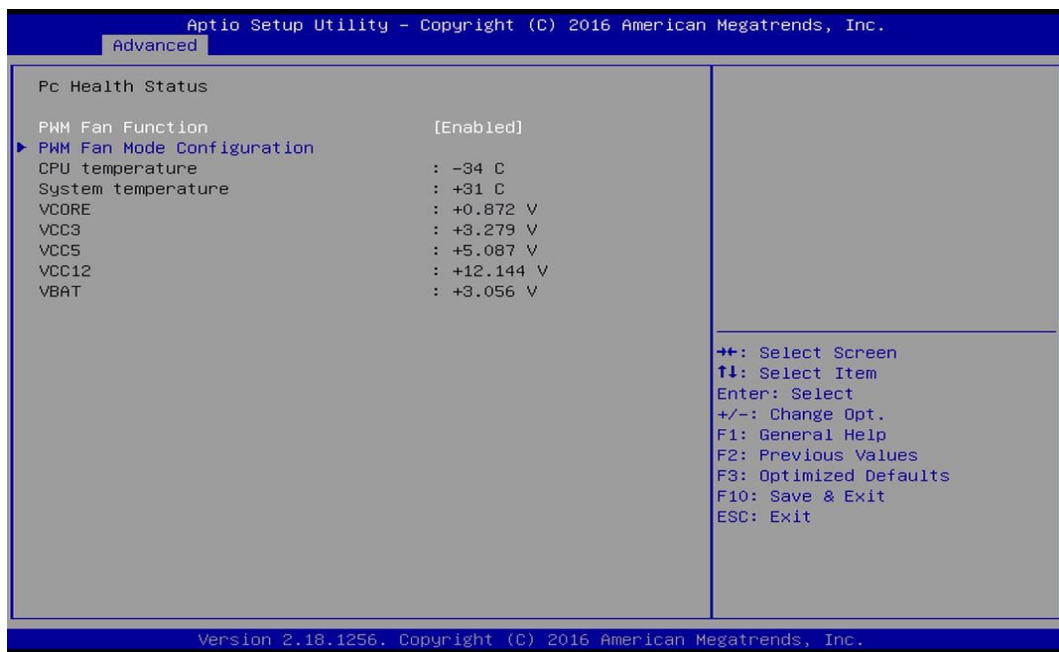 Aptio Setup Utility – Copyright (C) 2016 American Megatrends, Inc.
Advanced
Pc Health Status
PWM Fan Function [Enabled]
► PWM Fan Mode Configuration
CPU temperature : -34 C
System temperature : +31 C
VCORE : +0.872 V
VCC3 : +3.279 V
VCC5 : +5.087 V
VCC12 : +12.144 V
VBAT : +3.056 V
→←: Select Screen
↑↓: Select Item
Enter: Select
+/-: Change Opt.
F1: General Help
F2: Previous Values
F3: Optimized Defaults
F10: Save & Exit
ESC: Exit
Version 2.18.1256. Copyright (C) 2016 American Megatrends, Inc.